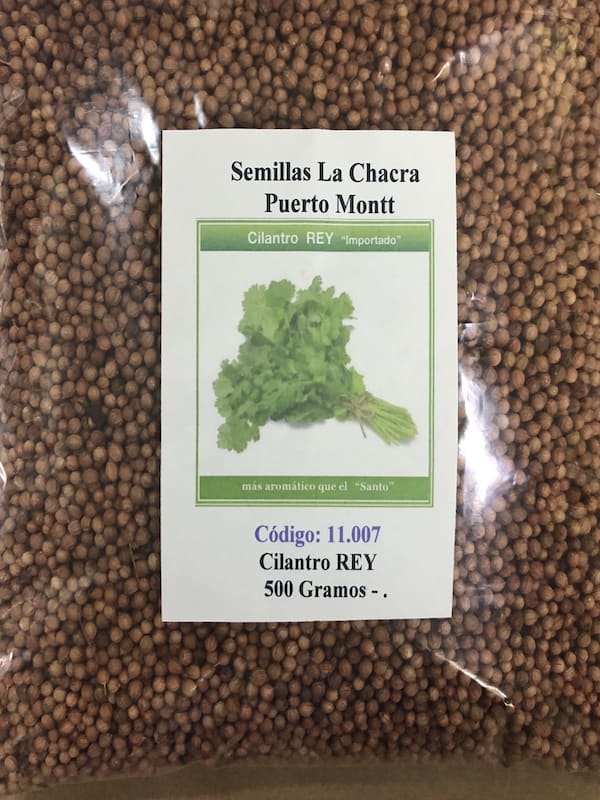 Semillas La Chacra
Puerto Montt
Cilantro REY “Importado”
más aromático que el “Santo”
Código: 11.007
Cilantro REY
500 Gramos - .